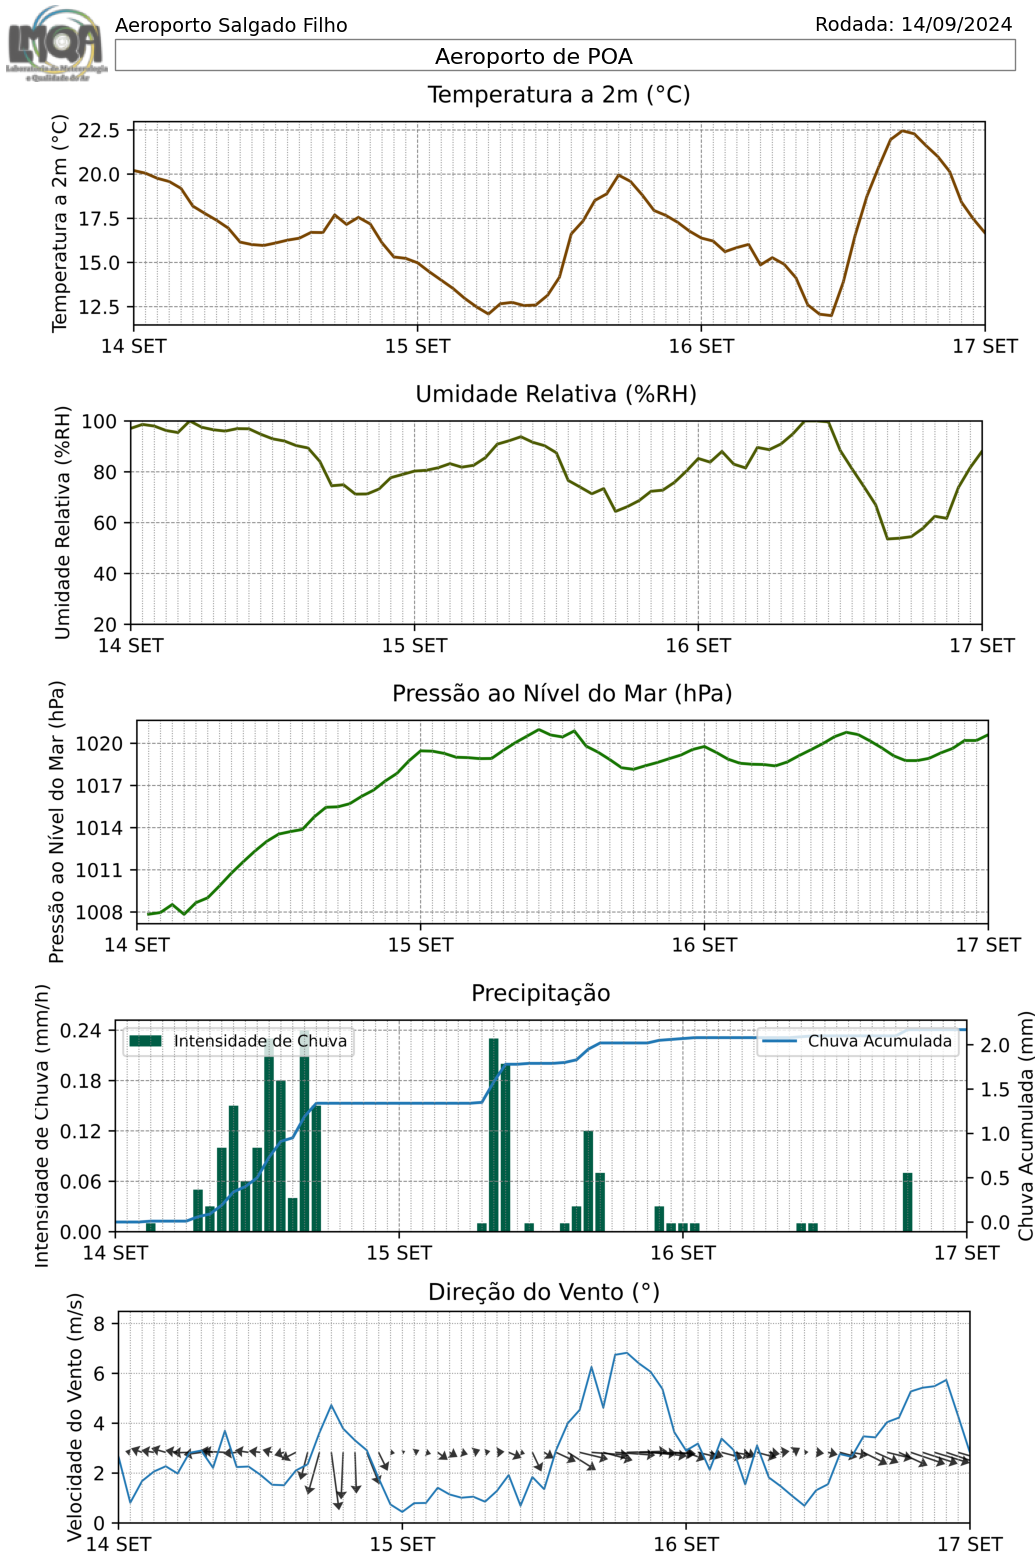 LMQA
Laboratório de Meteorologia
e Qualidade do Ar
Aeroporto Salgado Filho
Rodada: 14/09/2024
Aeroporto de POA
Temperatura a 2m (°C)
Temperatura a 2m (°C)
22.5
20.0
17.5
15.0
12.5
14 SET 15 SET 16 SET 17 SET
Umidade Relativa (%RH)
Umidade Relativa (%RH)
100
80
60
40
20
14 SET 15 SET 16 SET 17 SET
Pressão ao Nível do Mar (hPa)
Pressão ao Nível do Mar (hPa)
1020
1017
1014
1011
1008
14 SET 15 SET 16 SET 17 SET
Precipitação
Intensidade de Chuva (mm/h)
0.24
0.18
0.12
0.06
0.00
Intensidade de Chuva
Chuva Acumulada
2.0
1.5
1.0
0.5
0.0
Chuva Acumulada (mm)
14 SET 15 SET 16 SET 17 SET
Direção do Vento (°)
Velocidade do Vento (m/s)
8
6
4
2
0
14 SET 15 SET 16 SET 17 SET